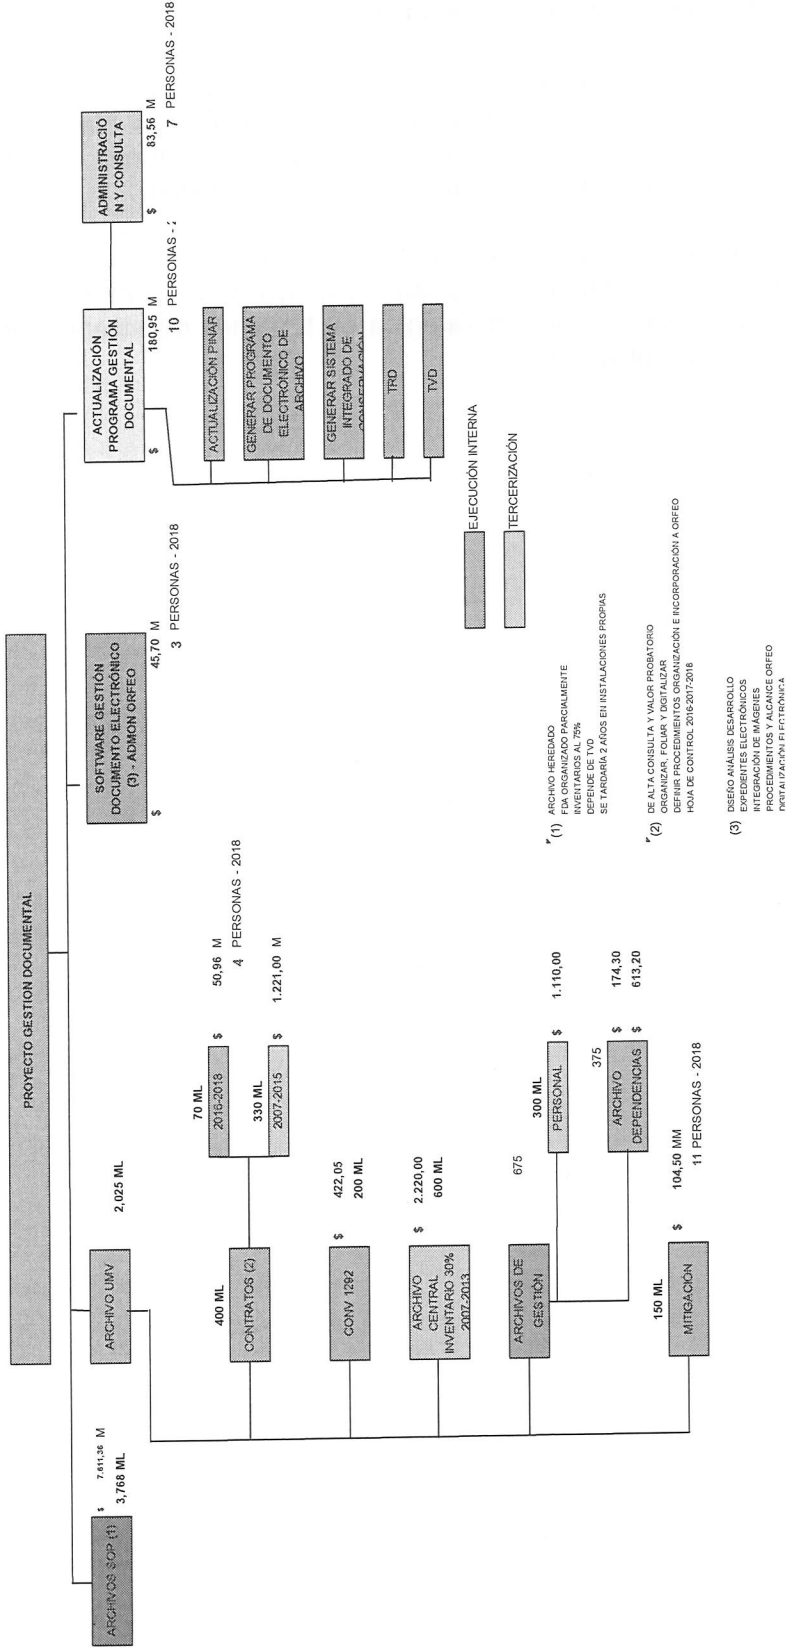 PROYECTO GESTION DOCUMENTAL
ARCHIVOS SOP (1)
$ 7.611,36 M
3,768 ML
ARCHIVO UMV
2,025 ML
SOFTWARE GESTIÓN
DOCUMENTO ELECTRÓNICO
(3) - ADMON ORFEO
$ 45,70 M
3 PERSONAS - 2018
ACTUALIZACIÓN
PROGRAMA GESTIÓN
DOCUMENTAL
$ 180,95 M
10 PERSONAS -
ADMINISTRACIÓ
N Y CONSULTA
$ 83,56 M
7 PERSONAS - 2018
400 ML
CONTRATOS (2)
70 ML
2016-2018
$ 50,96 M
4 PERSONAS - 2018
330 ML
2007-2015
$ 1.221,00 M
CONV 1292
$ 422,05
200 ML
ARCHIVO
CENTRAL
INVENTARIO 30%
2007-2013
$ 2.220,00
600 ML
ARCHIVOS DE
GESTIÓN
675
300 ML
PERSONAL
$ 1.110,00
375
ARCHIVO
DEPENDENCIAS
$ 174,30
$ 613,20
150 ML
MITIGACIÓN
$ 104,50 MM
11 PERSONAS - 2018
ACTUALIZACIÓN PINAR
GENERAR PROGRAMA
DE DOCUMENTO
ELECTRÓNICO DE
ARCHIVO
GENERAR SISTEMA
INTEGRADO DE
CONSERVACIÓN
TRD
TVD
EJECUCIÓN INTERNA
TERCERIZACIÓN
(1) ARCHIVO HEREDADO
FDA ORGANIZADO PARCIALMENTE
INVENTARIOS AL 75%
DEPENDE DE TVD
SE TARDARÍA 2 AÑOS EN INSTALACIONES PROPIAS
(2) DE ALTA CONSULTA Y VALOR PROBATORIO
ORGANIZAR, FOLIAR Y DIGITALIZAR
DEFINIR PROCEDIMIENTOS ORGANIZACIÓN E INCORPORACIÓN A ORFEO
HOJA DE CONTROL 2016-2017-2018
(3) DISEÑO ANÁLISIS DESARROLLO
EXPEDIENTES ELECTRÓNICOS
INTEGRACIÓN DE IMÁGENES
PROCEDIMIENTOS Y ALCANCE ORFEO
DIGITALIZACIÓN ELECTRÓNICA